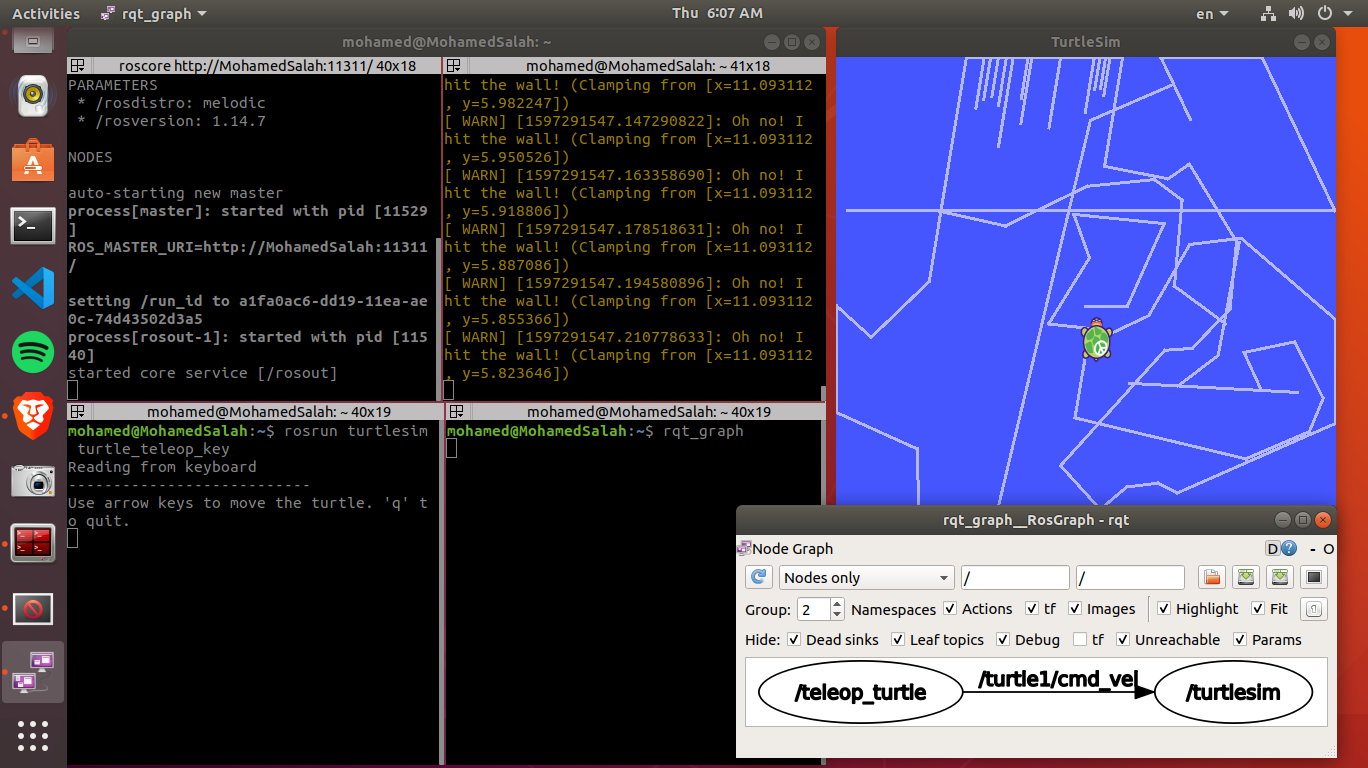 Activities
rqt_graph
Thu 6:07 AM
en
mohamed@MohamedSalah: ~
roscore http://MohamedSalah:11311/ 40x18
PARAMETERS
* /rosdistro: melodic
* /rosversion: 1.14.7
NODES
auto-starting new master
process[master]: started with pid [11529
]
ROS_MASTER_URI=http://MohamedSalah:11311
/
setting /run_id to a1fa0ac6-dd19-11ea-ae
0c-74d43502d3a5
process[rosout-1]: started with pid [115
40]
started core service [/rosout]
mohamed@MohamedSalah: ~ 41x18
hit the wall! (Clamping from [x=11.093112
, y=5.982247])
[ WARN] [1597291547.147290822]: Oh no! I
hit the wall! (Clamping from [x=11.093112
, y=5.950526])
[ WARN] [1597291547.163358690]: Oh no! I
hit the wall! (Clamping from [x=11.093112
, y=5.918806])
[ WARN] [1597291547.178518631]: Oh no! I
hit the wall! (Clamping from [x=11.093112
, y=5.887086])
[ WARN] [1597291547.194580896]: Oh no! I
hit the wall! (Clamping from [x=11.093112
, y=5.855366])
[ WARN] [1597291547.210778633]: Oh no! I
hit the wall! (Clamping from [x=11.093112
, y=5.823646])
mohamed@MohamedSalah: ~ 40x19
mohamed@MohamedSalah:~$ rosrun turtlesim
turtle_teleop_key
Reading from keyboard
---------------------------
Use arrow keys to move the turtle. 'q' t
o quit.
mohamed@MohamedSalah: ~ 40x19
mohamed@MohamedSalah:~$ rqt_graph
TurtleSim
rqt_graph__RosGraph - rqt
Node Graph
D ? - O
Nodes only / /
Group: 2 Namespaces Actions tf Images Highlight Fit
Hide: Dead sinks Leaf topics Debug tf Unreachable Params
/teleop_turtle /turtle1/cmd_vel /turtlesim